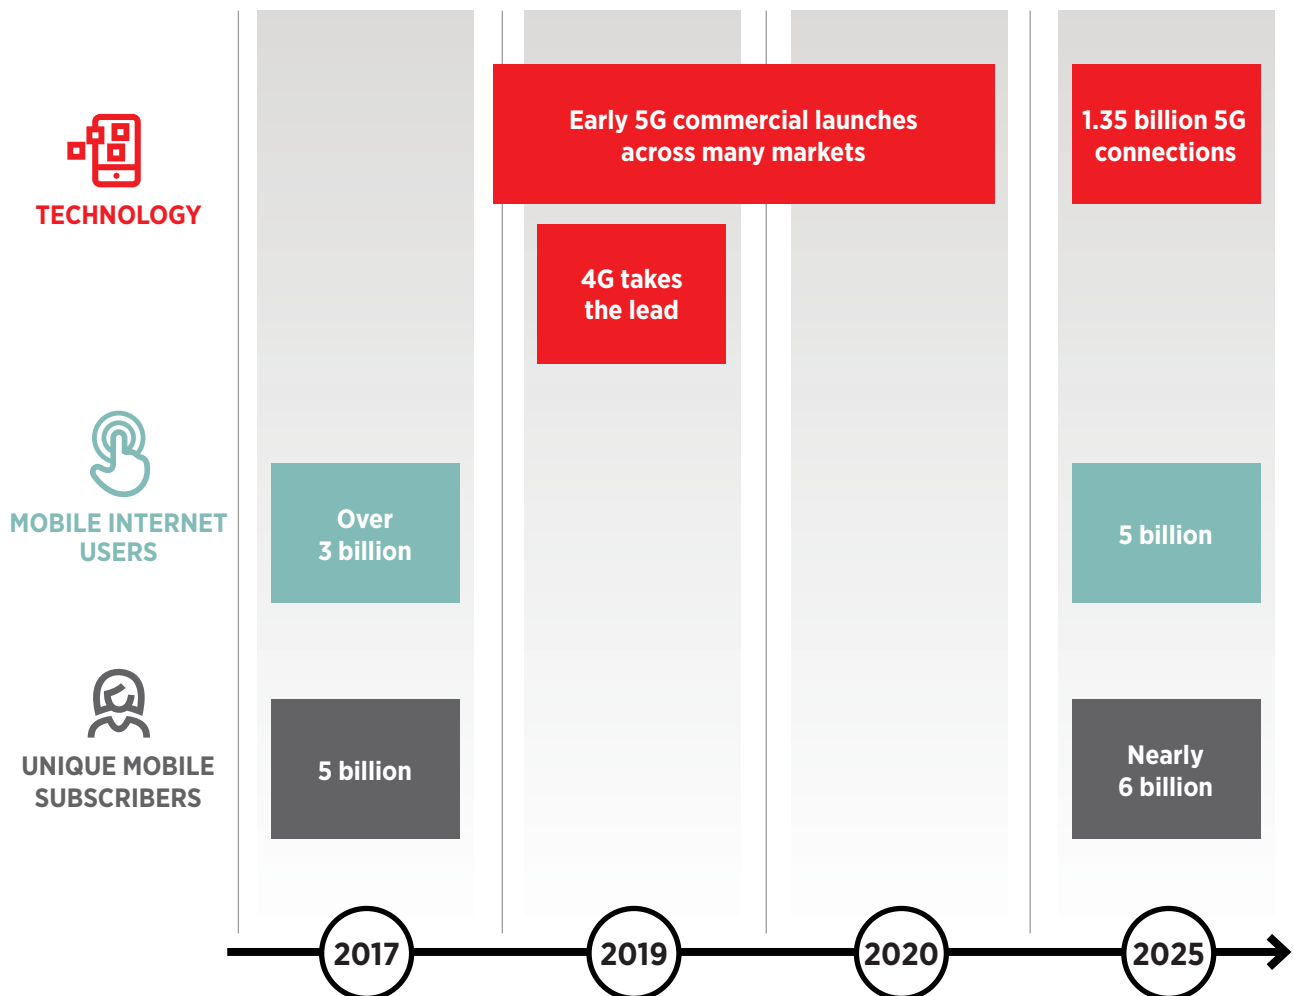 Early 5G commercial launches
across many markets
1.35 billion 5G
connections
TECHNOLOGY
4G takes
the lead
MOBILE INTERNET
USERS
Over
3 billion
5 billion
UNIQUE MOBILE
SUBSCRIBERS
5 billion
Nearly
6 billion
2017
2019
2020
2025